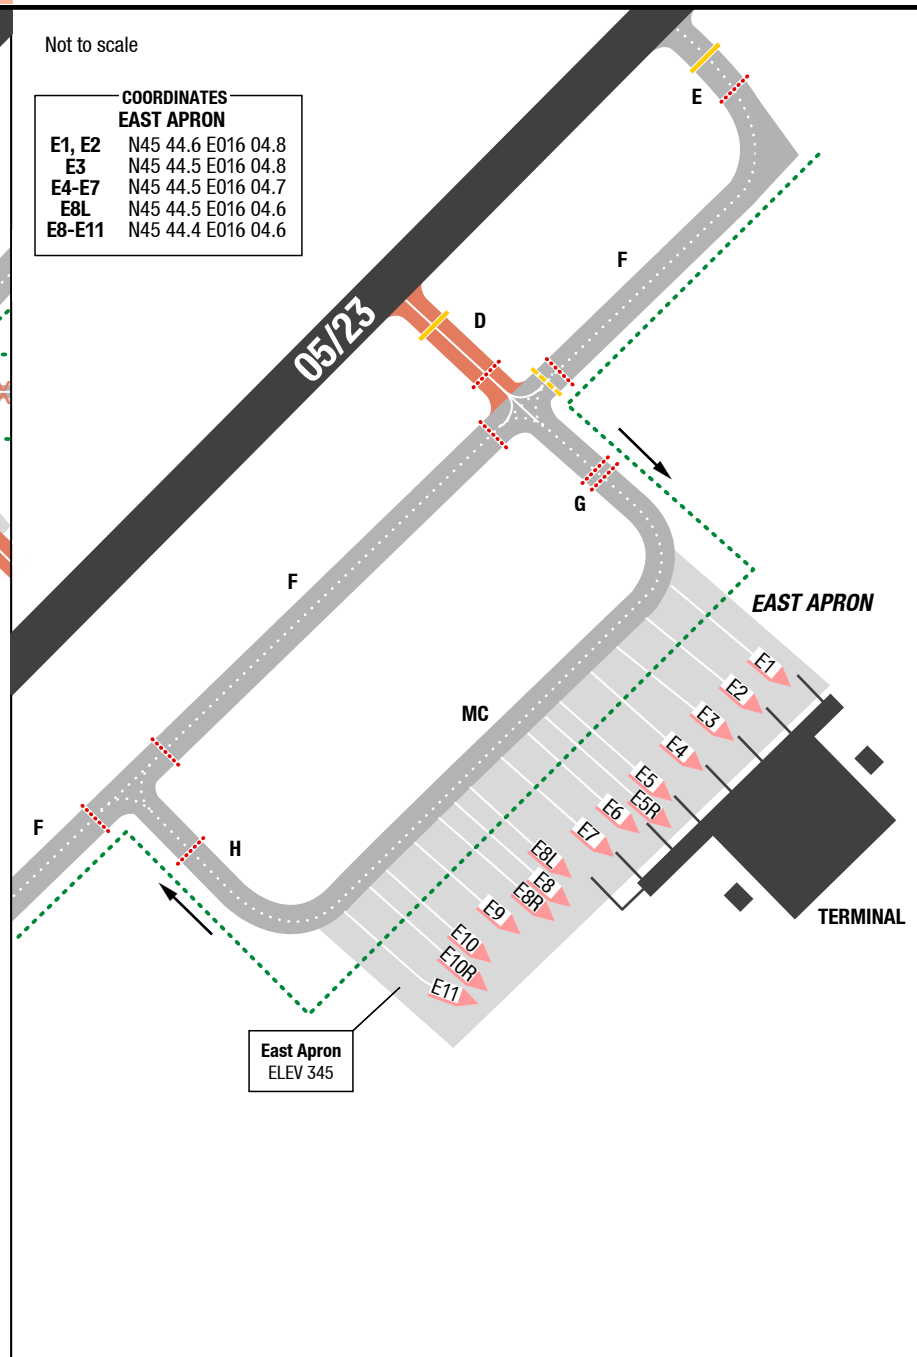 Not to scale
COORDINATES
EAST APRON
E1, E2 N45 44.6 E016 04.8
E3 N45 44.5 E016 04.8
E4-E7 N45 44.5 E016 04.7
E8L N45 44.5 E016 04.6
E8-E11 N45 44.4 E016 04.6
E
F
D
05/23
G
F
EAST APRON
E1
E2
MC
E3
E4
E5
E5R
E6
F
E7
H
E8L
E8
E8R
E9
TERMINAL
E10
E10R
E11
East Apron
ELEV 345